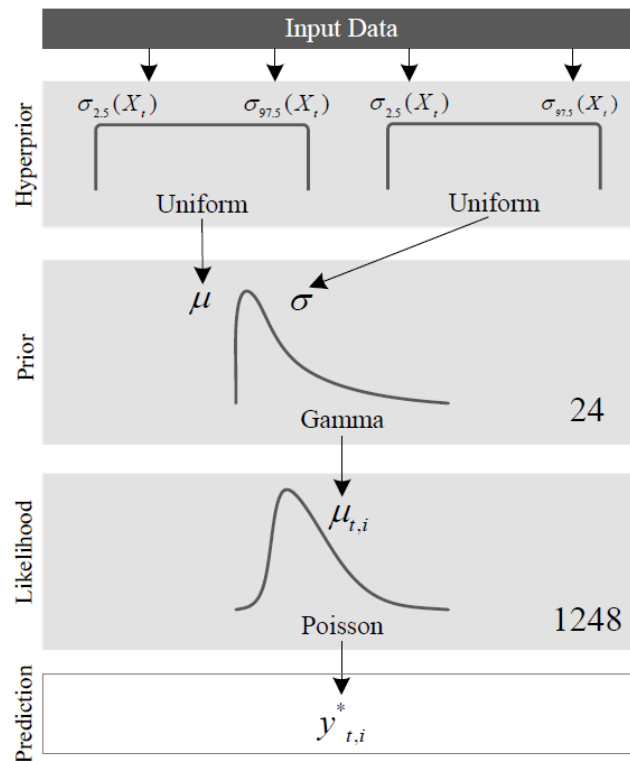 Input Data
Hyperprior
σ2.5(Xt) σ97.5(Xt) σ2.5(Xt) σ97.5(Xt)
Uniform Uniform
Prior
μ σ
Gamma
24
Likelihood
μt,i
Poisson
1248
Prediction
y*t,i